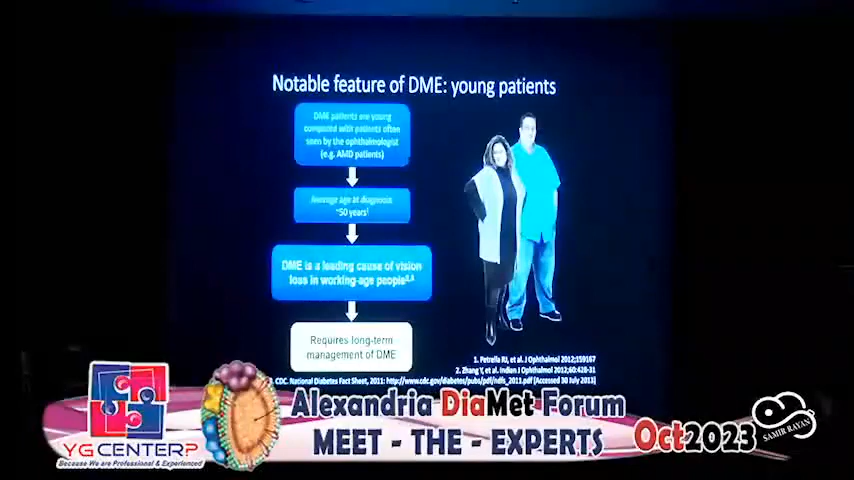 Notable feature of DME: young patients
DME patients are young
compared with patients often
seen by the ophthalmologist
(e.g. AMD patients)
Average age at diagnosis
~50 years¹
DME is a leading cause of vision
loss in working-age people²,³
Requires long-term
management of DME
1. Petrella RJ, et al. J Ophthalmol 2012;159167
2. Zhang Y, et al. Indian J Ophthalmol 2012;60:428-31
CDC. National Diabetes Fact Sheet, 2011: http://www.cdc.gov/diabetes/pubs/pdf/ndfs_2011.pdf [Accessed 30 July 2013]
YGCENTERP
Because We are Professional & Experienced
Alexandria DiaMet Forum
MEET - THE - EXPERTS
Oct2023
SAMIR RAYAN